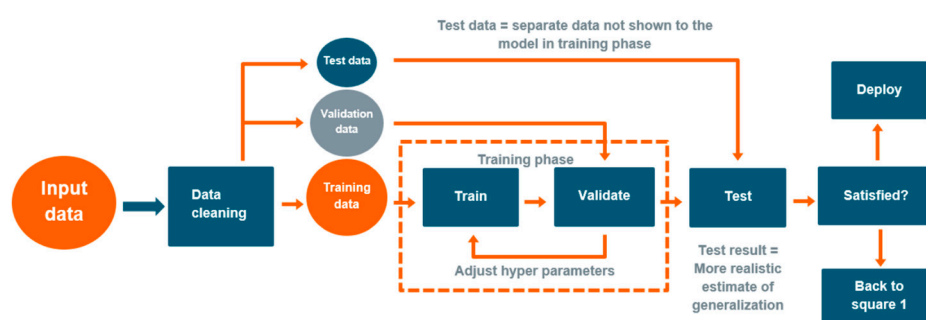 Test data = separate data not shown to the
model in training phase
Test data
Validation
data
Training phase
Input
data
Data
cleaning
Training
data
Train
Validate
Test
Satisfied?
Deploy
Adjust hyper parameters
Test result =
More realistic
estimate of
generalization
Back to
square 1